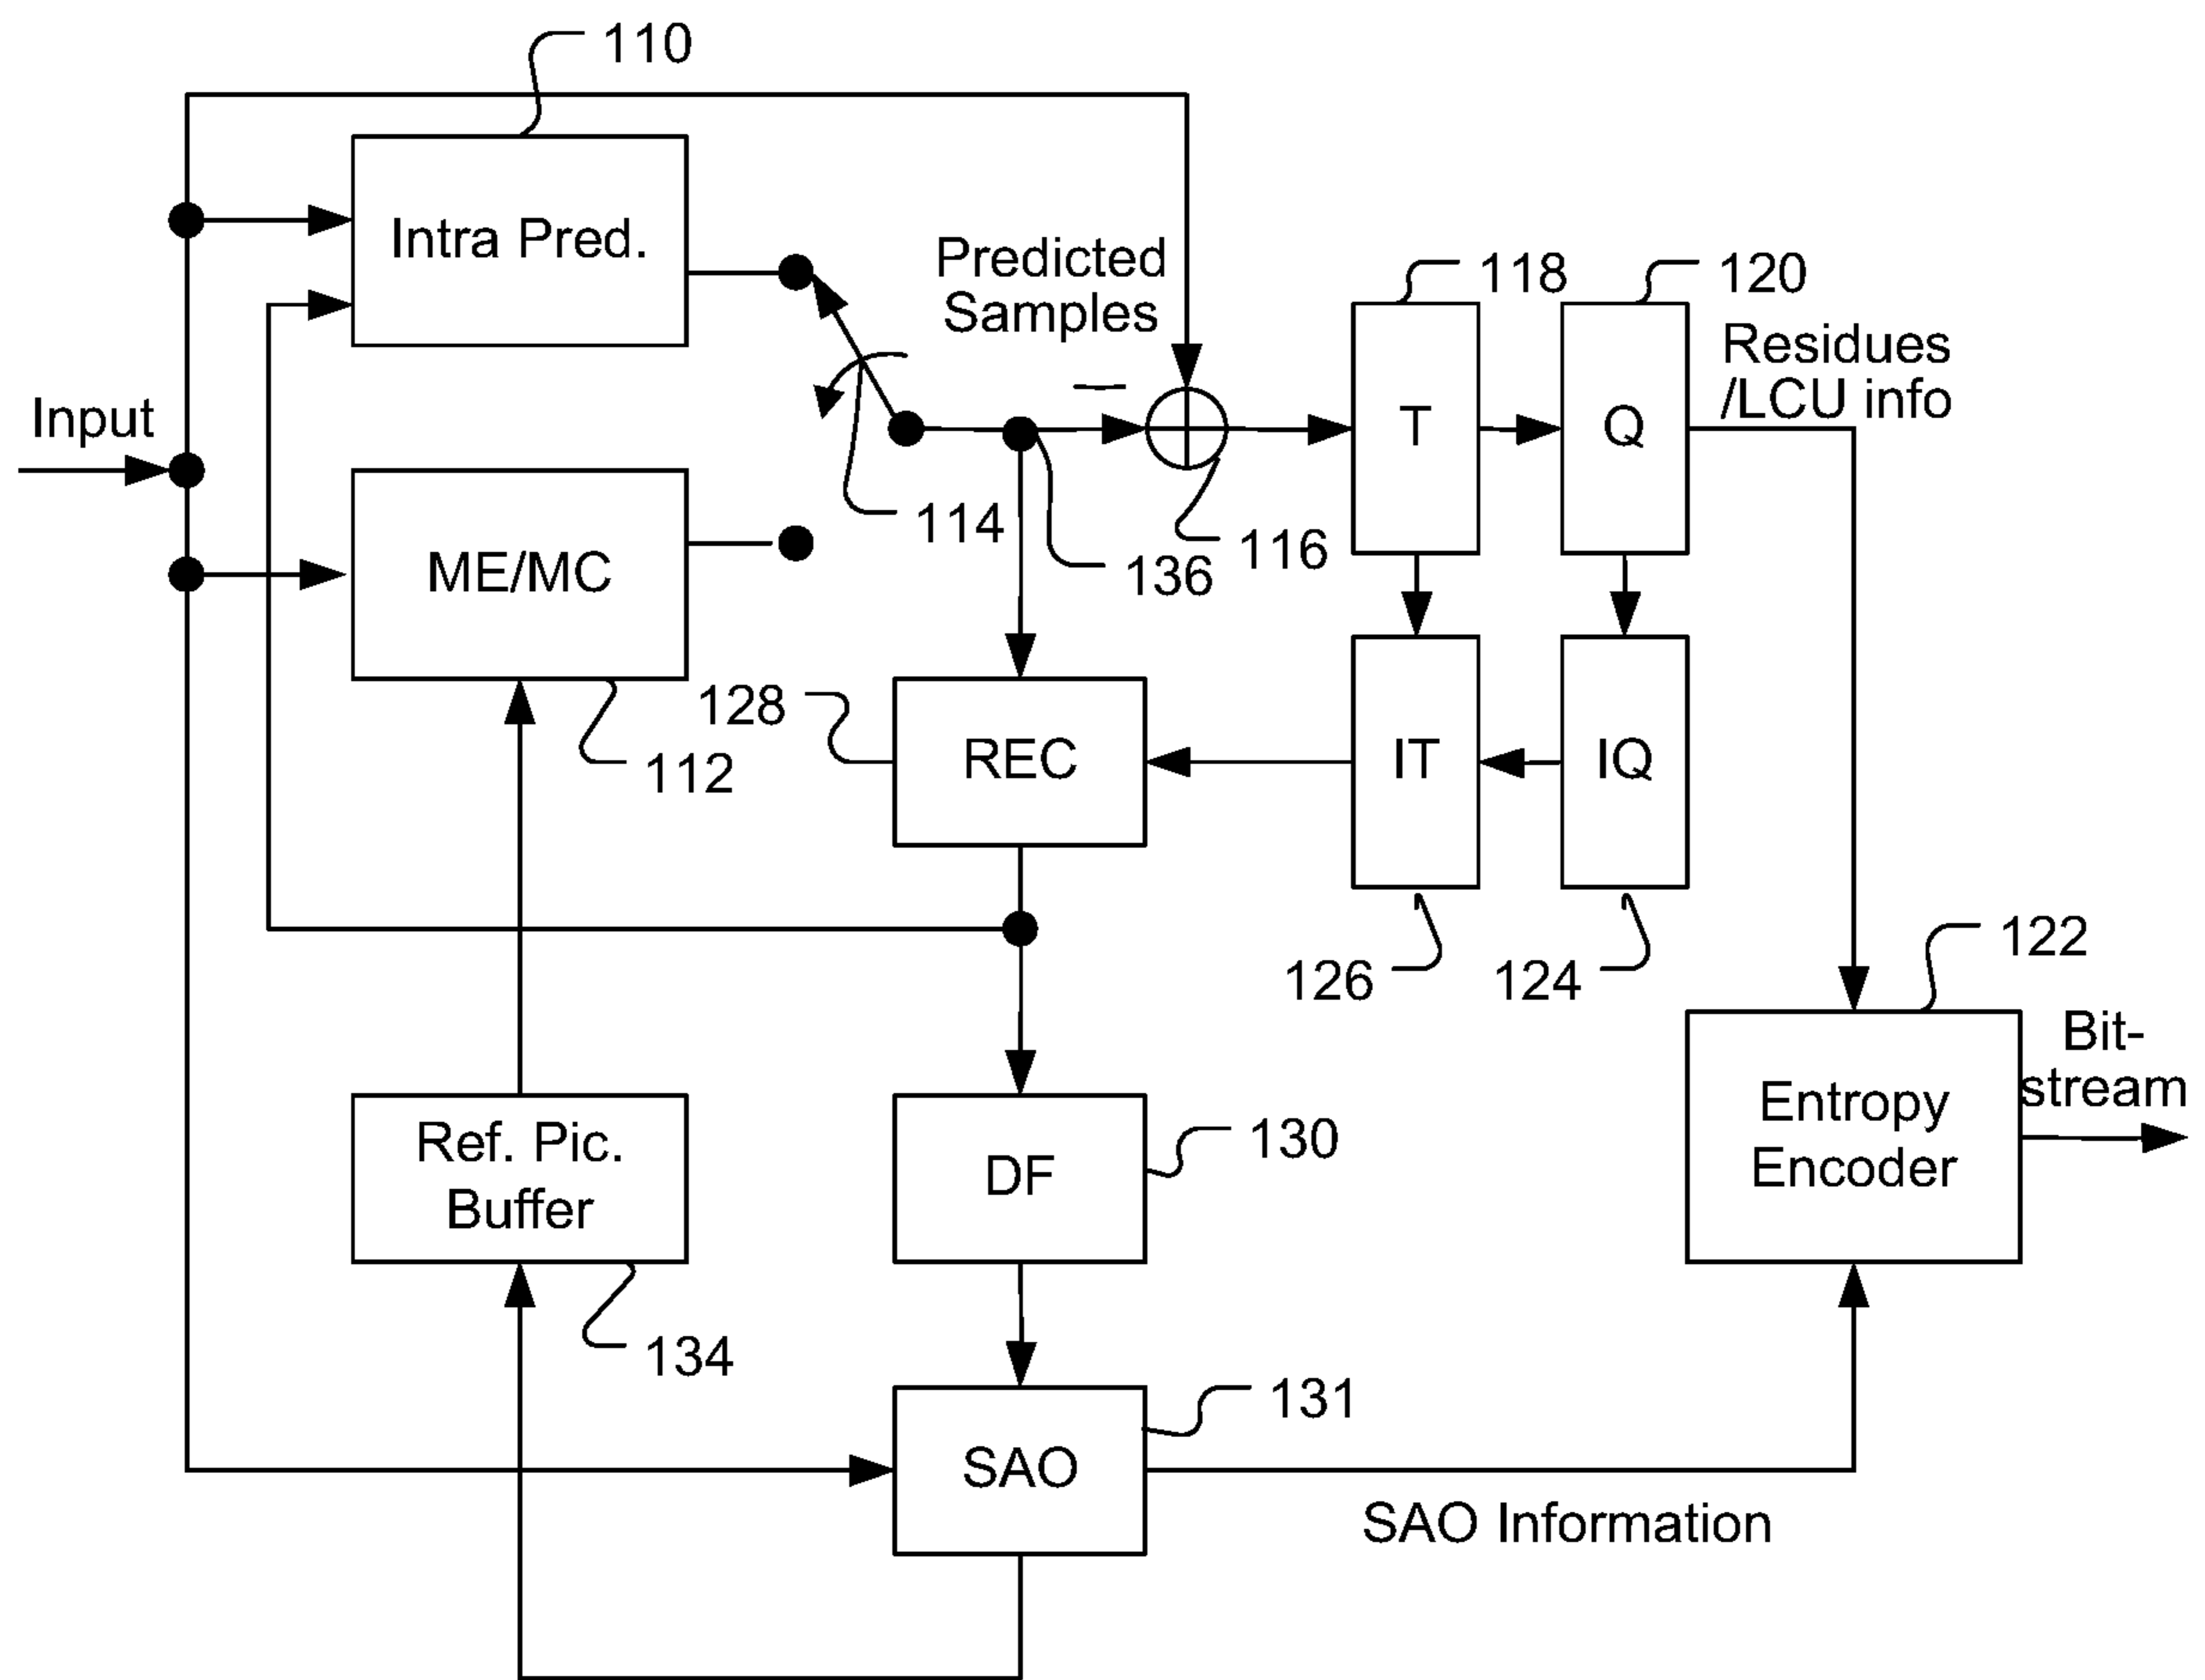 110
Intra Pred.
Predicted
Samples
118
120
Residues
/LCU info
Input
T
Q
114
116
136
ME/MC
128
112
REC
IT
IQ
126
124
122
Bit-
stream
Entropy
Encoder
Ref. Pic.
Buffer
DF
130
134
131
SAO
SAO Information